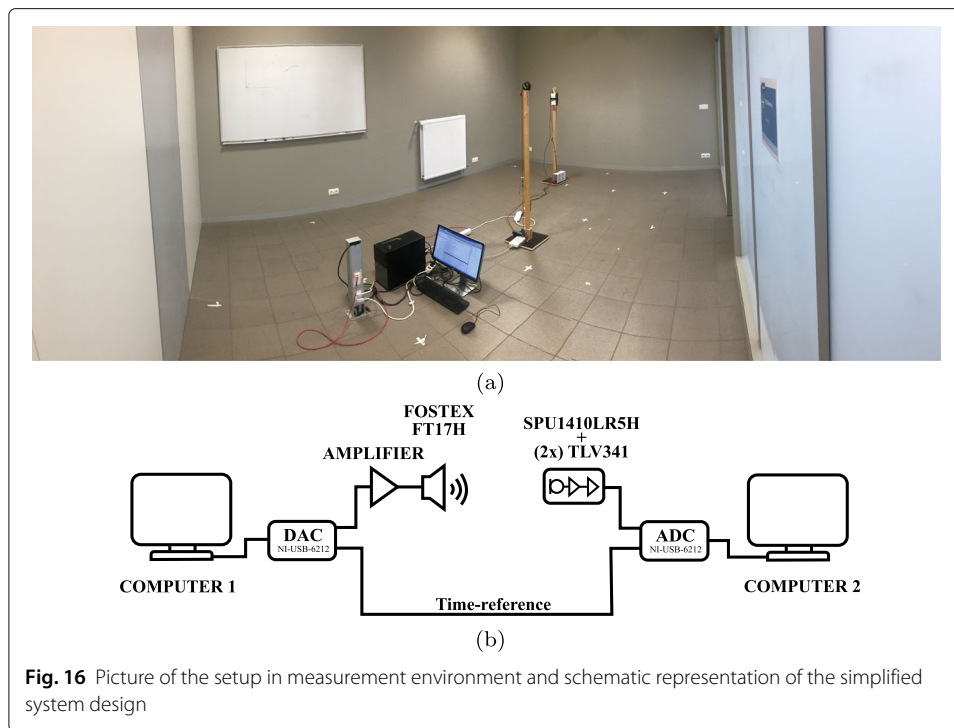 (a)
FOSTEX
FT17H
SPU1410LR5H
+
(2x) TLV341
AMPLIFIER
DAC
NI-USB-6212
ADC
NI-USB-6212
COMPUTER 1
COMPUTER 2
Time-reference
(b)
Fig. 16 Picture of the setup in measurement environment and schematic representation of the simplified
system design